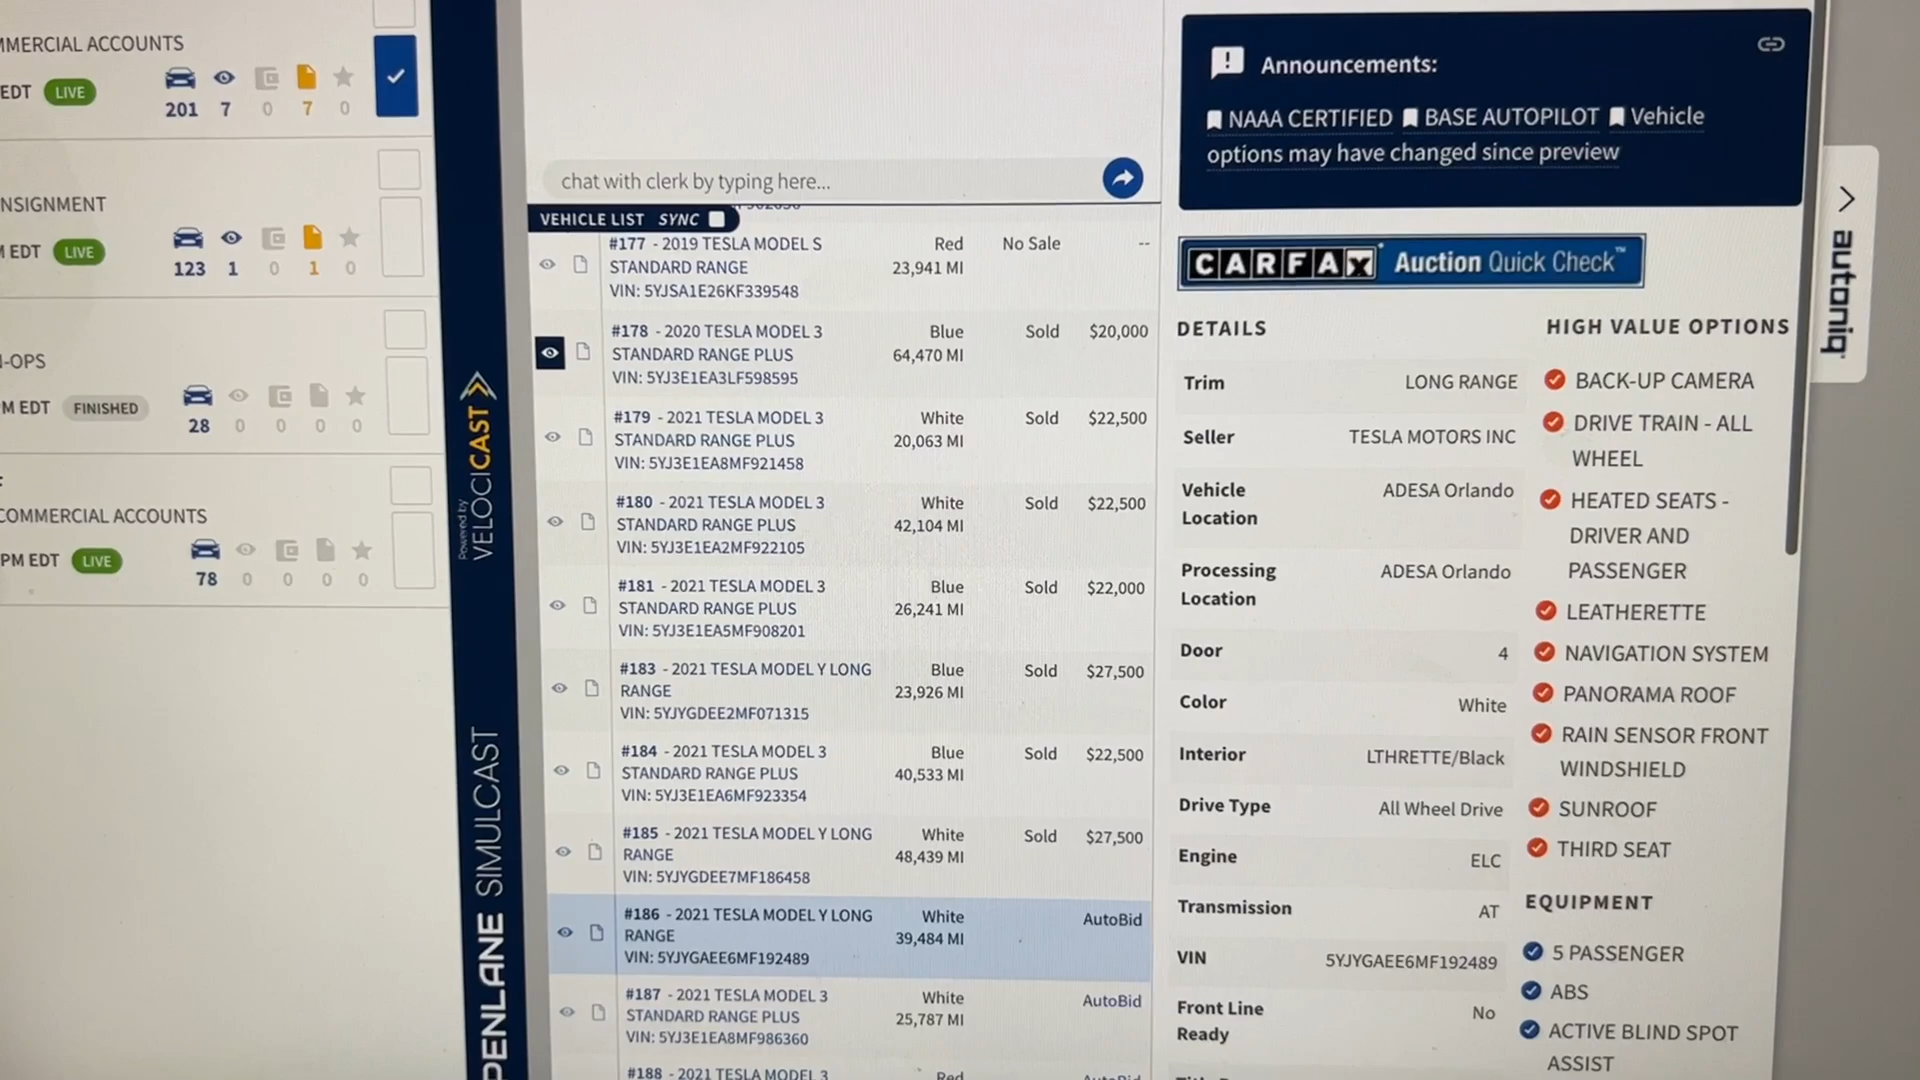 MMERCIAL ACCOUNTS
EDT LIVE
201 7 0 7 0
NSIGNMENT
M EDT LIVE
123 1 0 1 0
-OPS
M EDT FINISHED
28 0 0 0 0
COMMERCIAL ACCOUNTS
PM EDT LIVE
78 0 0 0 0
Powered by
VELOCICAST
PENLANE SIMULCAST
chat with clerk by typing here...
VEHICLE LIST SYNC
#177 - 2019 TESLA MODEL S Red No Sale --
STANDARD RANGE 23,941 MI
VIN: 5YJSA1E26KF339548
#178 - 2020 TESLA MODEL 3 Blue Sold $20,000
STANDARD RANGE PLUS 64,470 MI
VIN: 5YJ3E1EA3LF598595
#179 - 2021 TESLA MODEL 3 White Sold $22,500
STANDARD RANGE PLUS 20,063 MI
VIN: 5YJ3E1EA8MF921458
#180 - 2021 TESLA MODEL 3 White Sold $22,500
STANDARD RANGE PLUS 42,104 MI
VIN: 5YJ3E1EA2MF922105
#181 - 2021 TESLA MODEL 3 Blue Sold $22,000
STANDARD RANGE PLUS 26,241 MI
VIN: 5YJ3E1EA5MF908201
#183 - 2021 TESLA MODEL Y LONG Blue Sold $27,500
RANGE 23,926 MI
VIN: 5YJYGDEE2MF071315
#184 - 2021 TESLA MODEL 3 Blue Sold $22,500
STANDARD RANGE PLUS 40,533 MI
VIN: 5YJ3E1EA6MF923354
#185 - 2021 TESLA MODEL Y LONG White Sold $27,500
RANGE 48,439 MI
VIN: 5YJYGDEE7MF186458
#186 - 2021 TESLA MODEL Y LONG White AutoBid
RANGE 39,484 MI
VIN: 5YJYGAEE6MF192489
#187 - 2021 TESLA MODEL 3 White AutoBid
STANDARD RANGE PLUS 25,787 MI
VIN: 5YJ3E1EA8MF986360
#188 - 2021 TESLA MODEL 3 Red AutoBid
Announcements:
NAAA CERTIFIED BASE AUTOPILOT Vehicle
options may have changed since preview
CARFAX Auction Quick Check™
DETAILS
Trim LONG RANGE
Seller TESLA MOTORS INC
Vehicle ADESA Orlando
Location
Processing ADESA Orlando
Location
Door 4
Color White
Interior LTHRETTE/Black
Drive Type All Wheel Drive
Engine ELC
Transmission AT
VIN 5YJYGAEE6MF192489
Front Line No
Ready
HIGH VALUE OPTIONS
BACK-UP CAMERA
DRIVE TRAIN - ALL
WHEEL
HEATED SEATS -
DRIVER AND
PASSENGER
LEATHERETTE
NAVIGATION SYSTEM
PANORAMA ROOF
RAIN SENSOR FRONT
WINDSHIELD
SUNROOF
THIRD SEAT
EQUIPMENT
5 PASSENGER
ABS
ACTIVE BLIND SPOT
ASSIST
autoniq